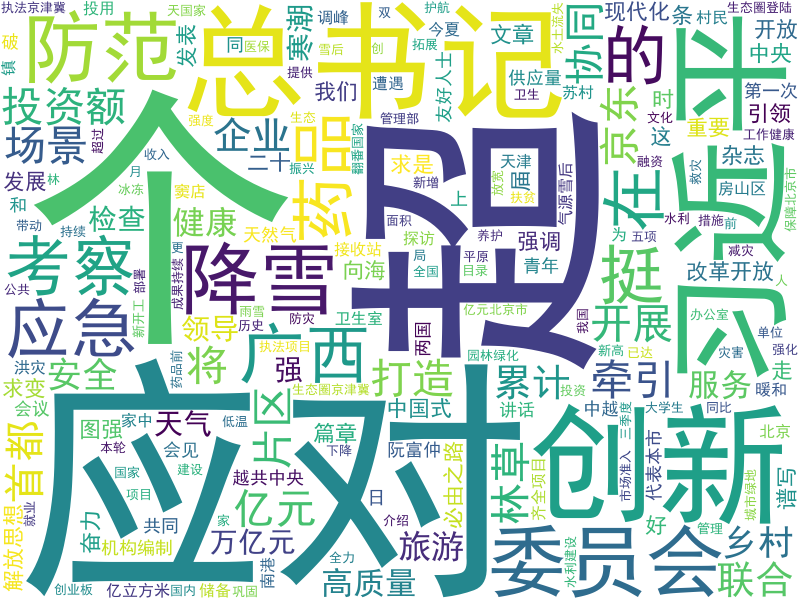 执法京津冀
天国家
投用
调峰
双
护航
今夏
水土流失
生态圈登陆
镇
破
防范
发表
同
医保
寒潮
雪后
创
拓展
文章
协同
现代化
条
村民
开放
中央
总书记
提供
遭遇
友好人士
供应量
苏村
时
第一次
投资额
个
我们
卫生
的
平
引领
文化
工作健康
场景
超过
强度
企业
药品
生态
管理部
翻番国家
京东
这
重要
发展
林
月
收入
二十
振兴
求是
新增
超
天津
届
放宽
扶贫
气源雪后
在
融资
近
杂志
救灾
房山区
保障北京市
和
冰冻
窦店
检查
健康
带动
持续
便
天然气
接收站
面积
探访
上
养护
强调
水利
措施
前
为
五项
考察
降雪
向海
局
全国
平原
目录
青年
挺
习
减灾
改革开放
公共
部署
成果持续
新开工
应急
领导
雨雪
历史
防灾
卫生室
广西
两国
亿元北京市
我国
开展
办公室
人
单位
强化
洪灾
安全
将
执法项目
药品前
强
生态圈京津冀
打造
园林绿化
累计
新高
已达
牵引
灾害
服务
暖和
走
求变
会议
图强
家中
天气
低温
片区
中国式
讲话
投资
中越
大学生
同比
首都
本轮
会见
篇章
下降
阮富仲
必由之路
创新
三季度
市场准入
代表本市
北京
谱写
解放思想
奋力
国家
建设
越共中央
应对
林草
齐全项目
城市绿地
机构编制
项目
共同
亿元
日
好
就业
家
介绍
万亿元
旅游
委员会
管理
乡村
创业板
亿立方米
国内
储备
巩固
南港
全力
高质量
水利建设
联合